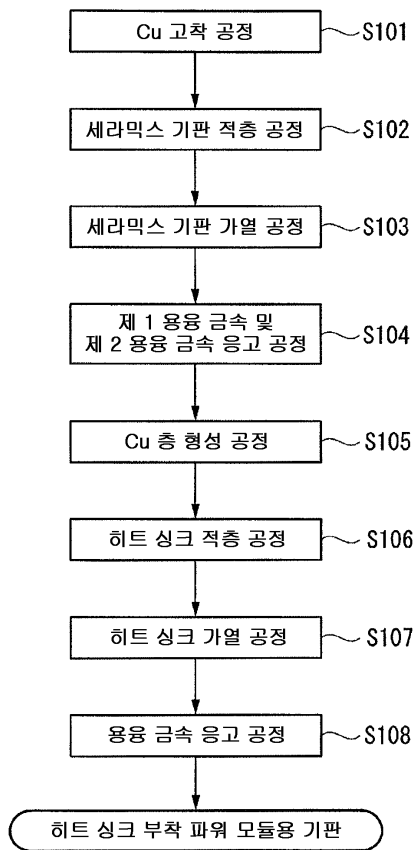 Cu 고착 공정 S101
세라믹스 기판 적층 공정 S102
세라믹스 기판 가열 공정 S103
제 1 용융 금속 및
제 2 용융 금속 응고 공정 S104
Cu 층 형성 공정 S105
히트 싱크 적층 공정 S106
히트 싱크 가열 공정 S107
용융 금속 응고 공정 S108
히트 싱크 부착 파워 모듈용 기판